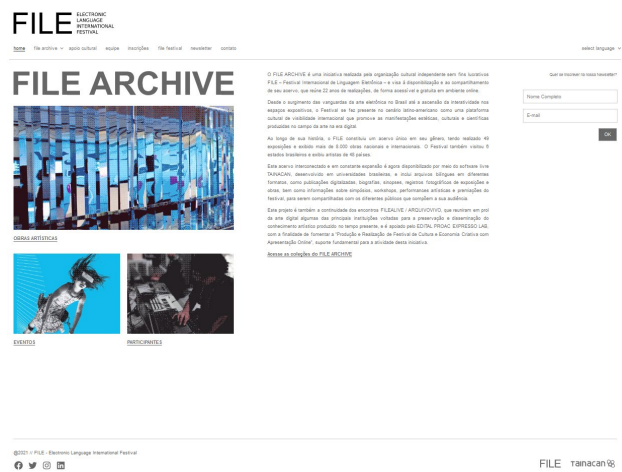 FILE ELECTRONIC
LANGUAGE
INTERNATIONAL
FESTIVAL
home file archive apoio cultural equipe inscrições file festival newsletter contato
select language
FILE ARCHIVE
OBRAS ARTÍSTICAS
EVENTOS
PARTICIPANTES
O FILE ARCHIVE é uma iniciativa realizada pela organização cultural independente sem fins lucrativos
FILE – Festival Internacional de Linguagem Eletrônica – e visa à disponibilização e ao compartilhamento
de seu acervo, que reúne 22 anos de realizações, de forma acessível e gratuita em ambiente online.
Desde o surgimento das vanguardas da arte eletrônica no Brasil até a ascensão da interatividade nos
espaços expositivos, o Festival se faz presente no cenário latino-americano como uma plataforma
cultural de visibilidade internacional que promove as manifestações estéticas, culturais e científicas
produzidas no campo da arte na era digital.
Ao longo de sua história, o FILE constituiu um acervo único em seu gênero, tendo realizado 49
exposições e exibido mais de 6.000 obras nacionais e internacionais. O Festival também visitou 8
estados brasileiros e exibiu artistas de 46 países.
Este acervo interconectado e em constante expansão é agora disponibilizado por meio do software livre
TAINACAN, desenvolvido em universidades brasileiras, e inclui arquivos bilíngues em diferentes
formatos, como publicações digitalizadas, biografias, sinopses, registros fotográficos de exposições e
obras, bem como informações sobre simpósios, workshops, performances artísticas e premiações do
festival, para serem compartilhadas com os diferentes públicos que compõem a sua audiência.
Este projeto é também a continuidade dos encontros FILEALIVE / ARQUIVOVIVO, que reuniram em prol
da arte digital algumas das principais instituições voltadas para a preservação e disseminação do
conhecimento artístico produzido no tempo presente, e é apoiado pelo EDITAL PROAC EXPRESSO LAB,
com a finalidade de fomentar a "Produção e Realização de Festival de Cultura e Economia Criativa com
Apresentação Online", suporte fundamental para a atividade desta iniciativa.
Acesse as coleções do FILE ARCHIVE
Quer se inscrever na nossa Newsletter?
Nome Completo
E-mail
OK
@2021 // FILE - Electronic Language International Festival
FILE Tainacan